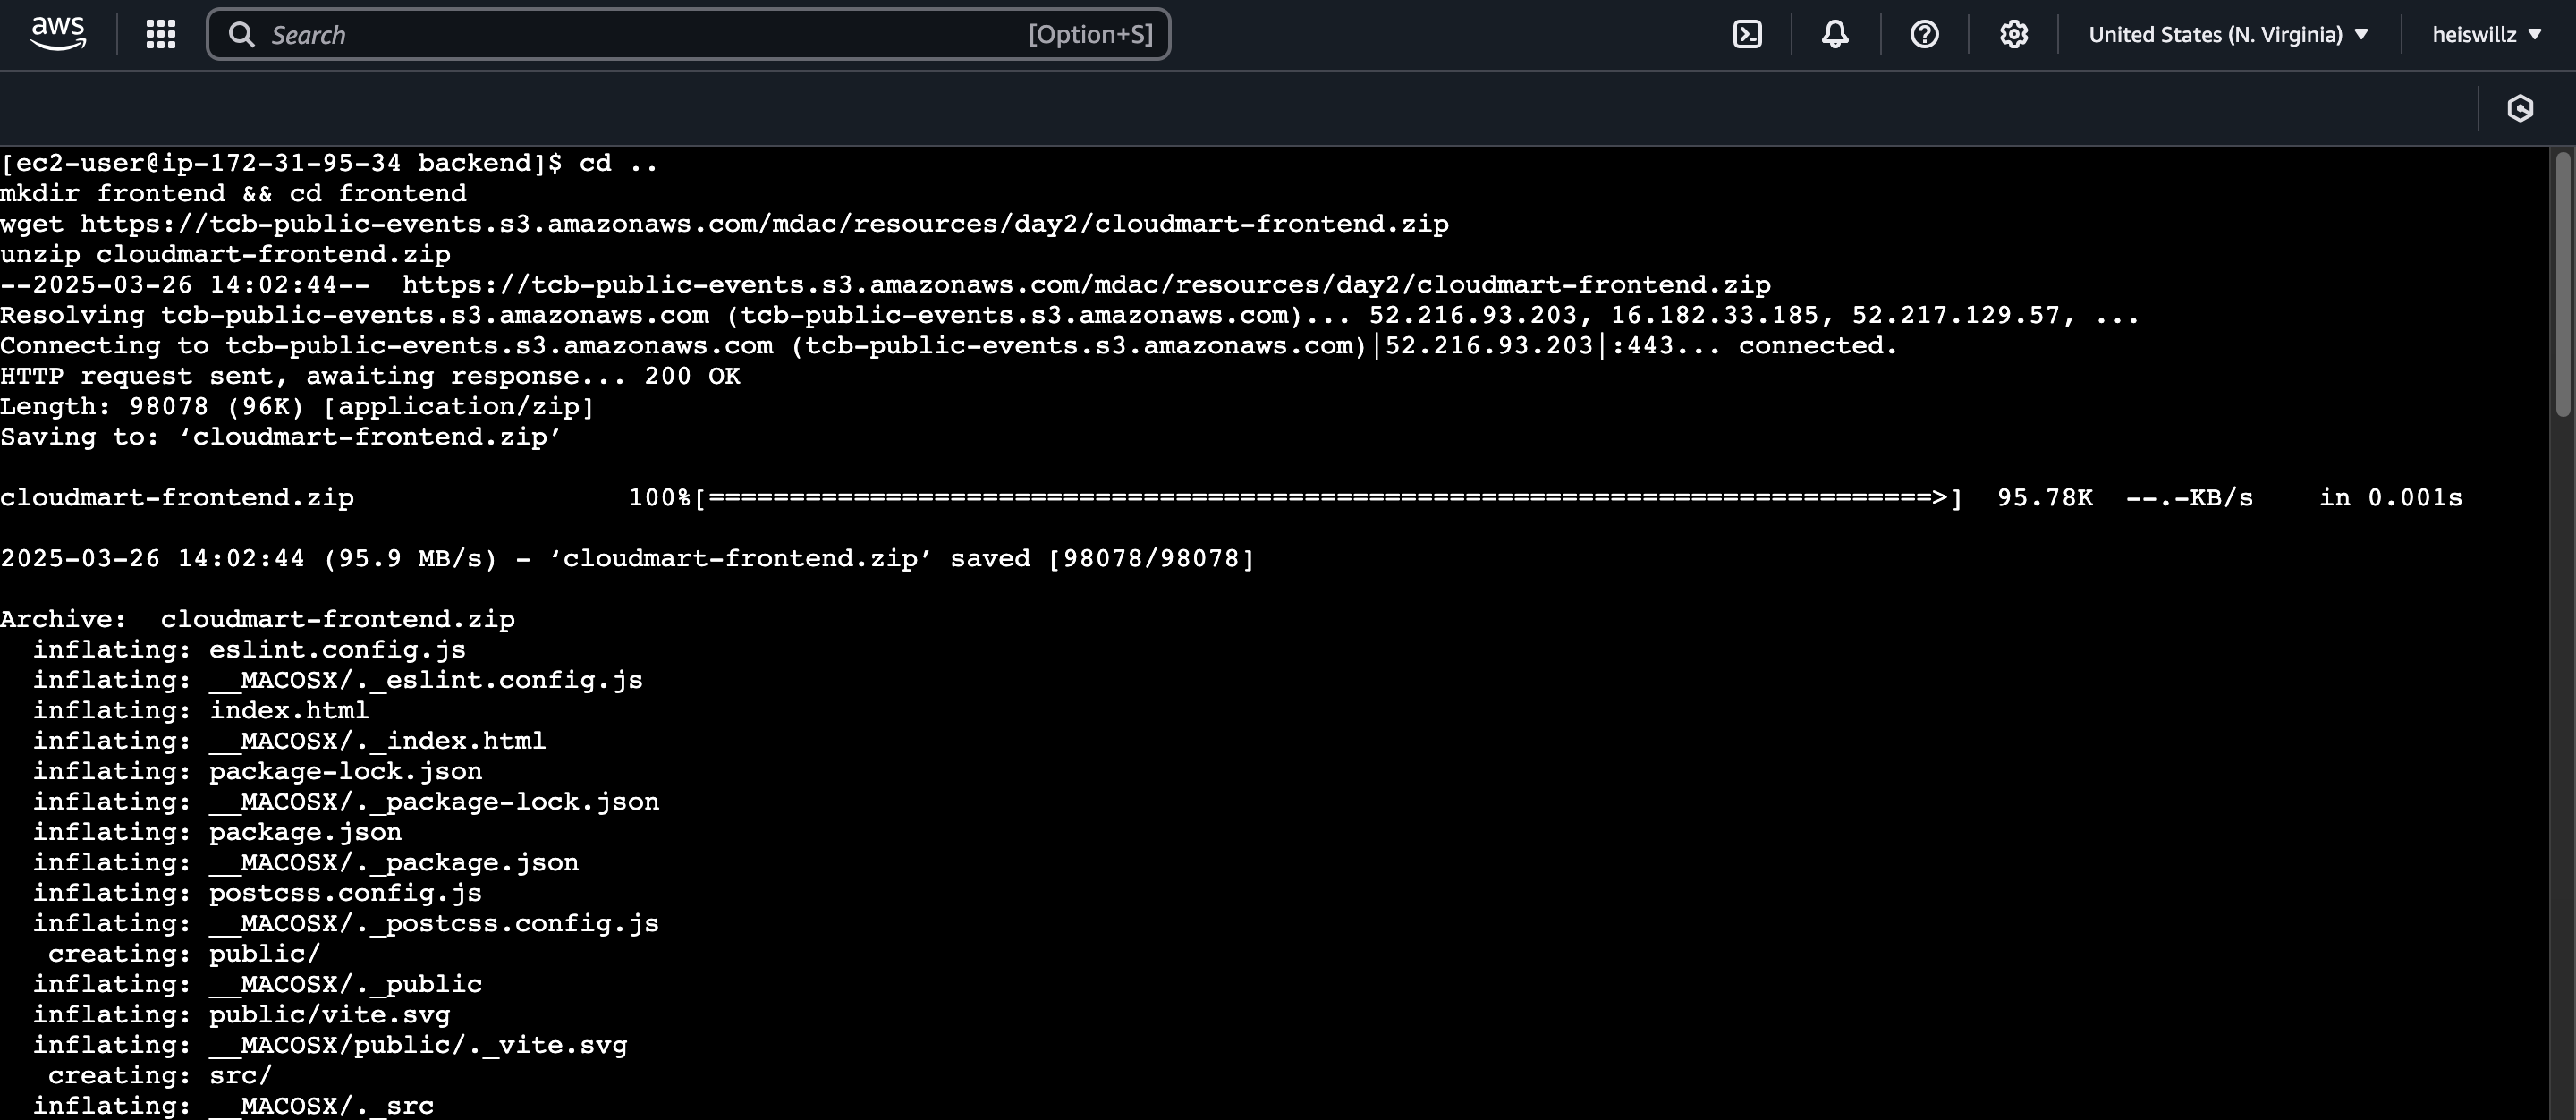 aws
Search [Option+S]
United States (N. Virginia) ▼
heiswillz ▼
[ec2-user@ip-172-31-95-34 backend]$ cd ..
mkdir frontend && cd frontend
wget https://tcb-public-events.s3.amazonaws.com/mdac/resources/day2/cloudmart-frontend.zip
unzip cloudmart-frontend.zip
--2025-03-26 14:02:44--  https://tcb-public-events.s3.amazonaws.com/mdac/resources/day2/cloudmart-frontend.zip
Resolving tcb-public-events.s3.amazonaws.com (tcb-public-events.s3.amazonaws.com)... 52.216.93.203, 16.182.33.185, 52.217.129.57, ...
Connecting to tcb-public-events.s3.amazonaws.com (tcb-public-events.s3.amazonaws.com)|52.216.93.203|:443... connected.
HTTP request sent, awaiting response... 200 OK
Length: 98078 (96K) [application/zip]
Saving to: ‘cloudmart-frontend.zip’
cloudmart-frontend.zip 100%[============================================================================>] 95.78K --.-KB/s in 0.001s
2025-03-26 14:02:44 (95.9 MB/s) - ‘cloudmart-frontend.zip’ saved [98078/98078]
Archive:  cloudmart-frontend.zip
  inflating: eslint.config.js
  inflating: __MACOSX/._eslint.config.js
  inflating: index.html
  inflating: __MACOSX/._index.html
  inflating: package-lock.json
  inflating: __MACOSX/._package-lock.json
  inflating: package.json
  inflating: __MACOSX/._package.json
  inflating: postcss.config.js
  inflating: __MACOSX/._postcss.config.js
   creating: public/
  inflating: __MACOSX/._public
  inflating: public/vite.svg
  inflating: __MACOSX/public/._vite.svg
   creating: src/
  inflating: __MACOSX/._src